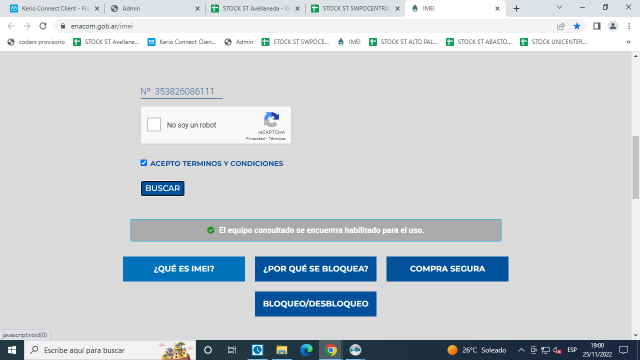 Kerio Connect Client - Fo
Admin
STOCK ST Avellaneda - G
STOCK ST SWPOCENTRAL
IMEI
enacom.gob.ar/imei
coders provisorio
STOCK ST Avellane...
Kerio Connect Client...
Admin
STOCK ST SWPOCE...
IMEI
STOCK ST ALTO PAL...
STOCK ST ABASTO...
STOCK UNICENTER...
Nº 353826086111
No soy un robot
reCAPTCHA
Privacidad - Términos
ACEPTO TERMINOS Y CONDICIONES
BUSCAR
El equipo consultado se encuentra habilitado para el uso.
¿QUÉ ES IMEI?
¿POR QUÉ SE BLOQUEA?
COMPRA SEGURA
BLOQUEO/DESBLOQUEO
javascript:void(0)
Escribe aquí para buscar
26°C Soleado
ESP
19:00
25/11/2022